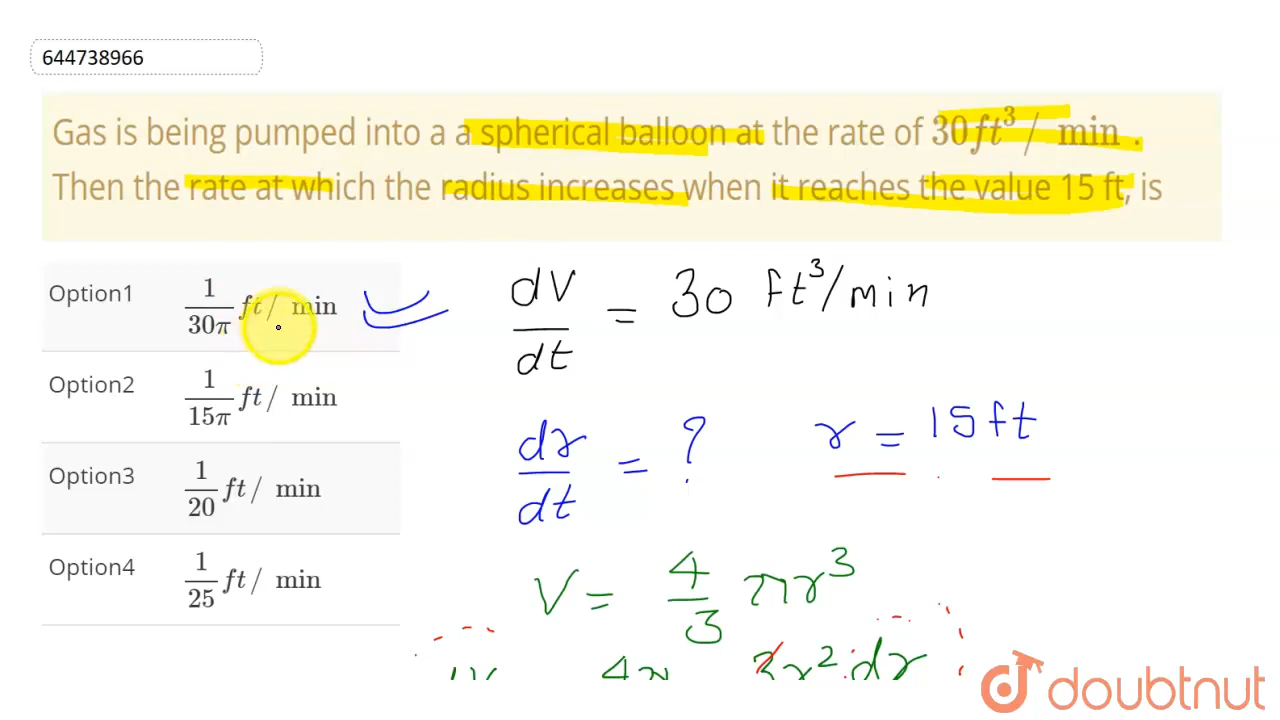 644738966
Gas is being pumped into a a spherical balloon at the rate of 30ft³ / min .
Then the rate at which the radius increases when it reaches the value 15 ft, is
Option1 1/30π ft/ min
Option2 1/15π ft/ min
Option3 1/20 ft/ min
Option4 1/25 ft/ min
dV/dt = 30 ft³/min
dr/dt = ? r = 15 ft
V = 4/3 πr³
3r² . dr
doubtnut